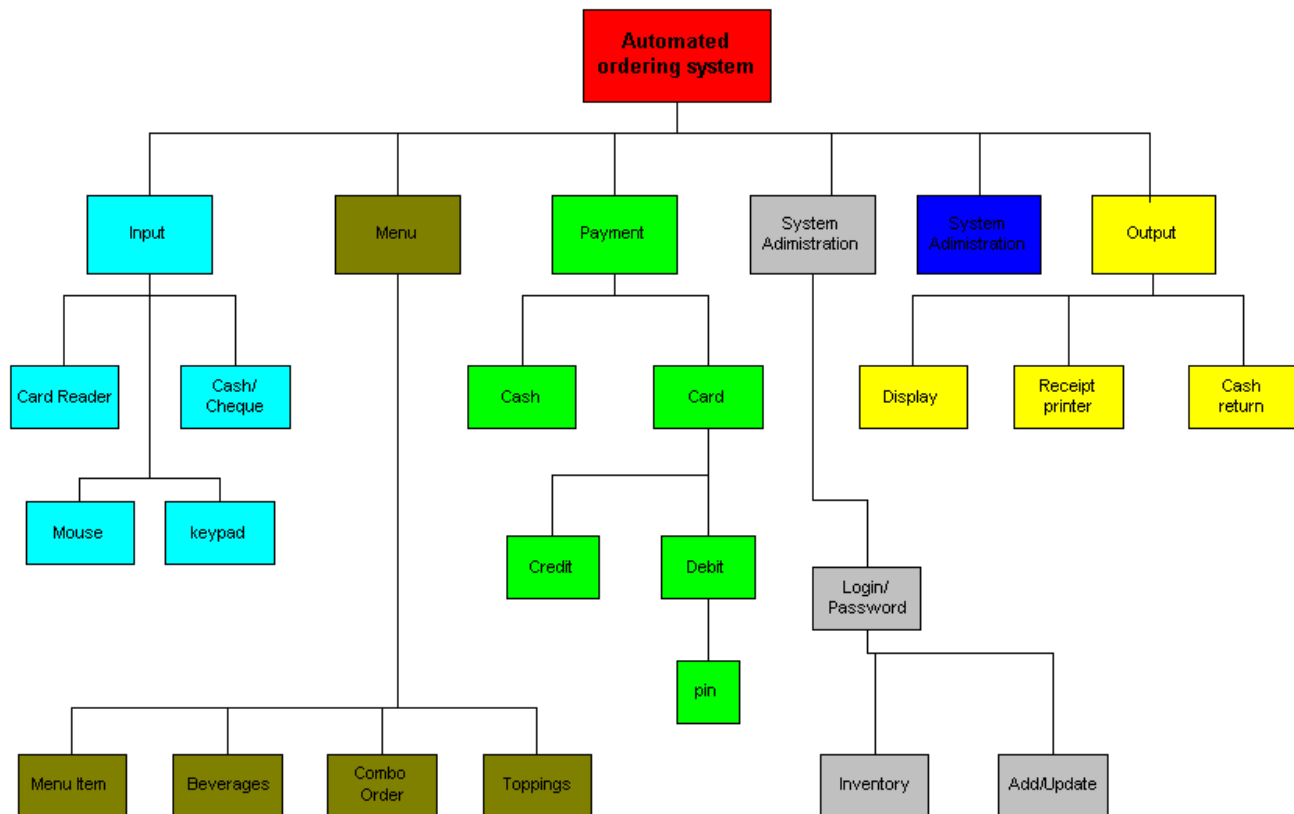 Automated
ordering system
Input
Menu
Payment
System
Adimistration
System
Adimistration
Output
Card Reader
Cash/
Cheque
Cash
Card
Display
Receipt
printer
Cash
return
Mouse
keypad
Credit
Debit
Login/
Password
pin
Menu Item
Beverages
Combo
Order
Toppings
Inventory
Add/Update